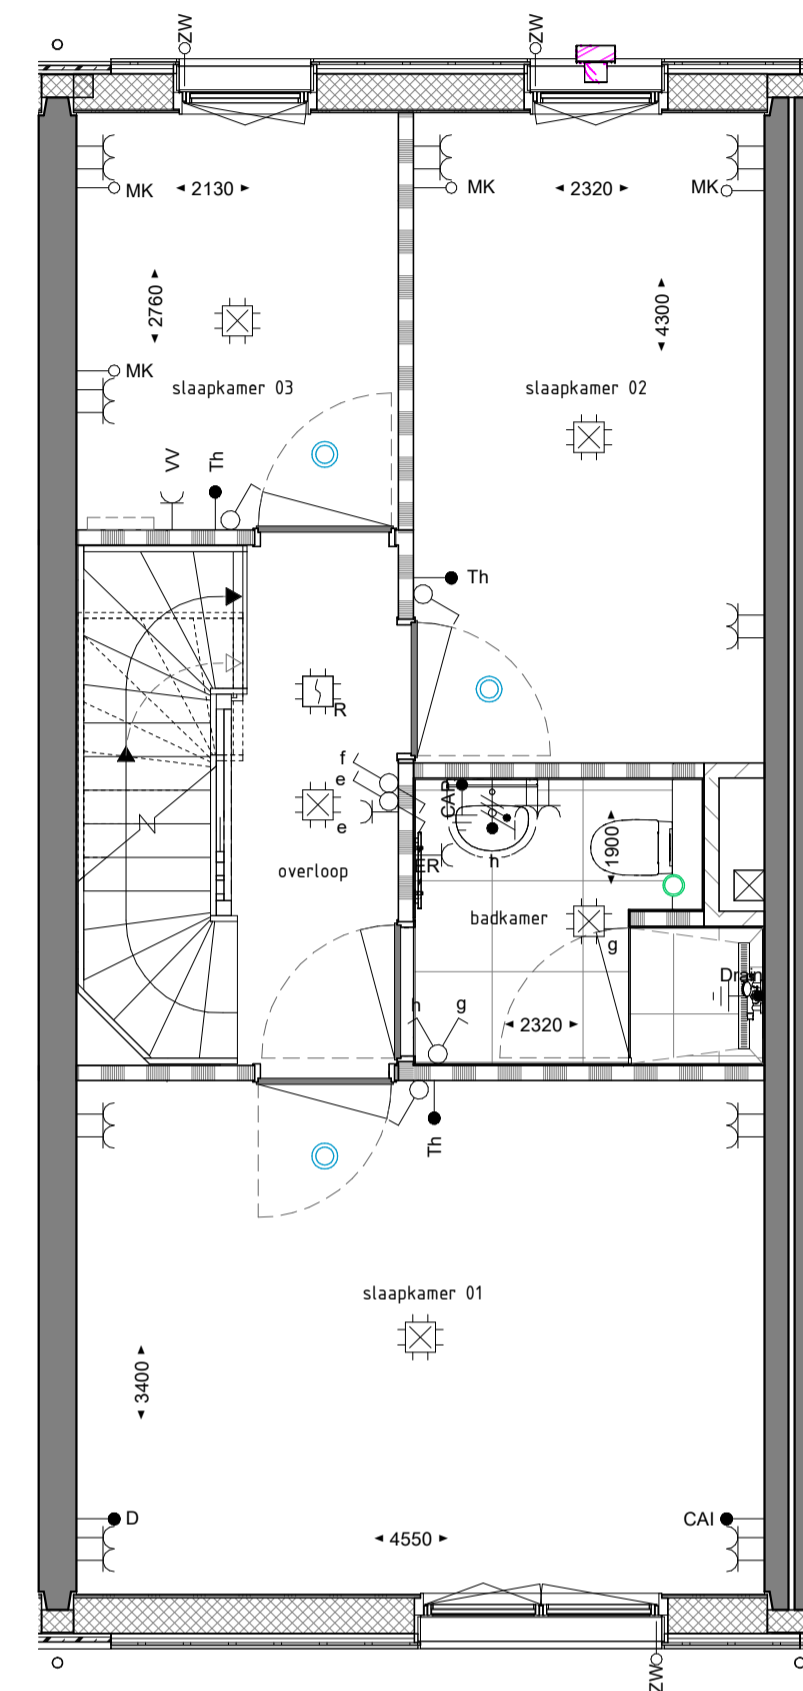 ZW
ZW
MK
2130
MK
2320
MK
2760
4300
MK
slaapkamer 03
slaapkamer 02
VV
Th
Th
R
f
e
e
CAP
h
1900
ER
overloop
badkamer
g
Drain
h
g
2320
Th
slaapkamer 01
3400
D
CAI
4550
ZW